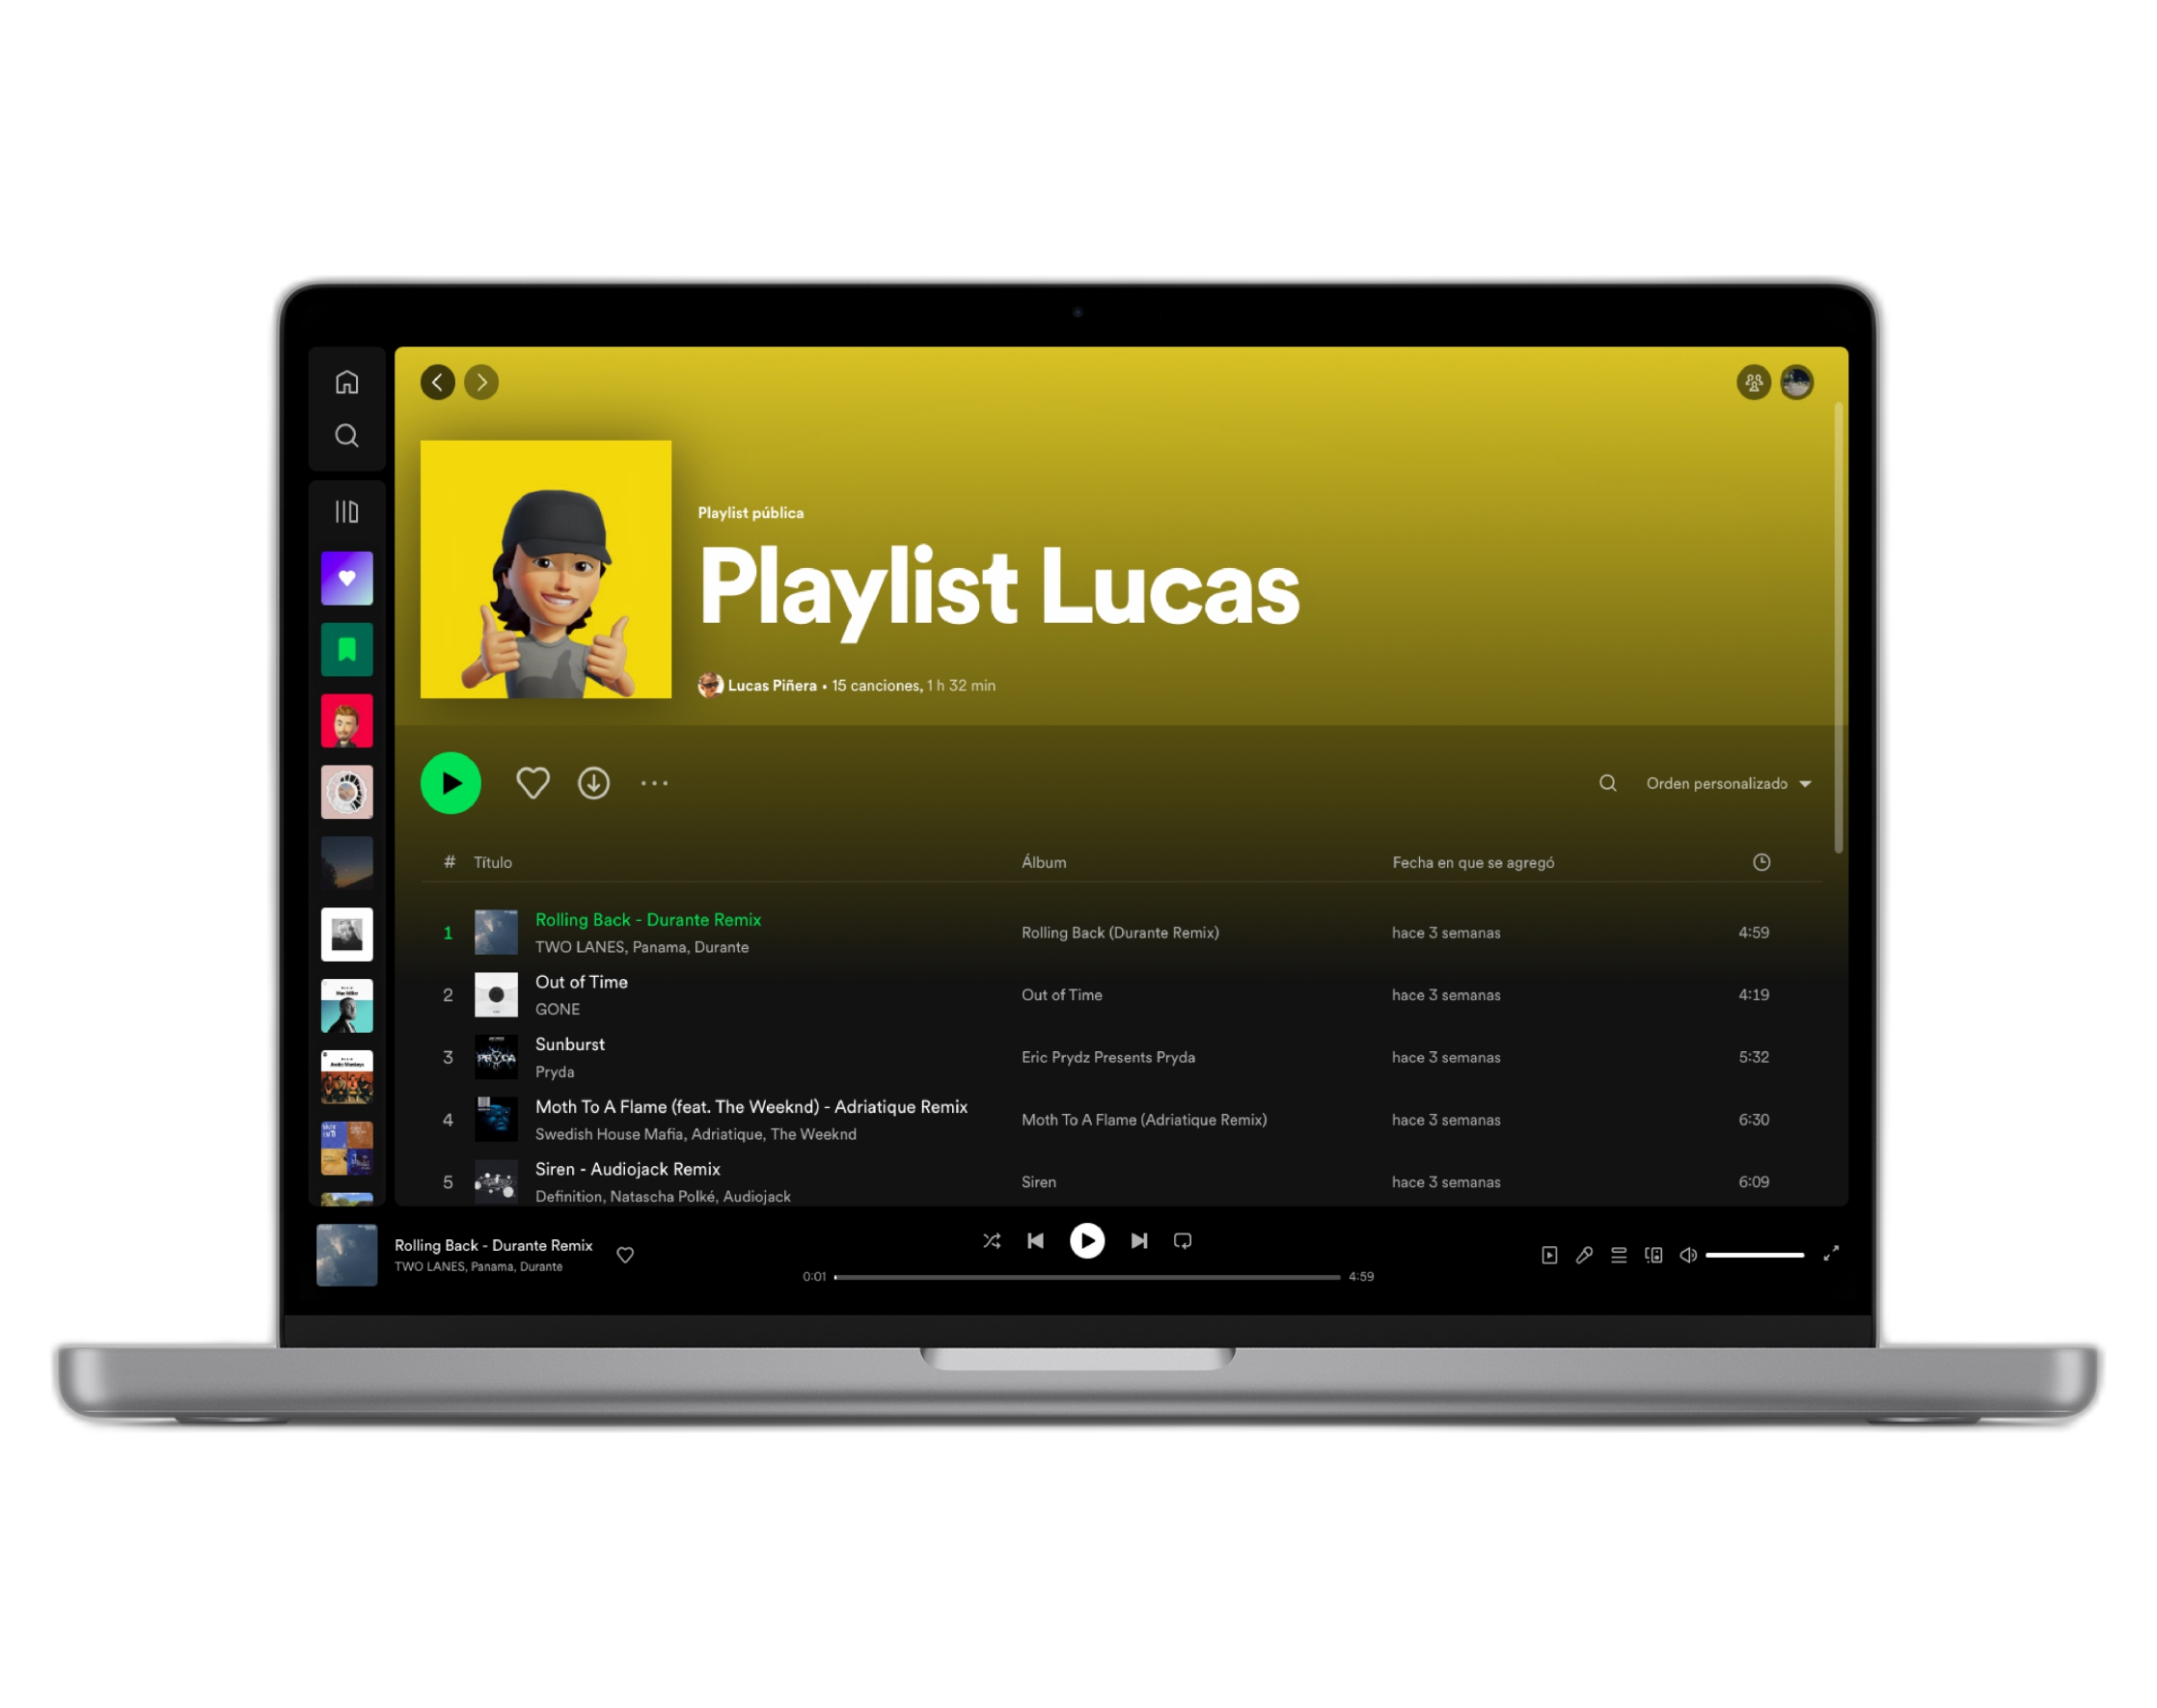 Playlist pública
Playlist Lucas
Lucas Piñera • 15 canciones, 1 h 32 min
Orden personalizado
# Título Álbum Fecha en que se agregó
1 Rolling Back - Durante Remix Rolling Back (Durante Remix) hace 3 semanas 4:59
TWO LANES, Panama, Durante
2 Out of Time Out of Time hace 3 semanas 4:19
GONE
3 Sunburst Eric Prydz Presents Pryda hace 3 semanas 5:32
Pryda
PRYDA
4 Moth To A Flame (feat. The Weeknd) - Adriatique Remix Moth To A Flame (Adriatique Remix) hace 3 semanas 6:30
Swedish House Mafia, Adriatique, The Weeknd
5 Siren - Audiojack Remix Siren hace 3 semanas 6:09
Definition, Natascha Polké, Audiojack
Mac Miller
Arctic Monkeys
Rolling Back - Durante Remix
TWO LANES, Panama, Durante
0:01 4:59